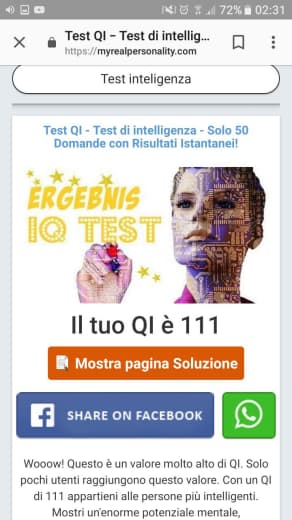 72% 02:31
Test QI – Test di intellig...
https://myrealpersonality.com
Test inteligenza
Test QI - Test di intelligenza - Solo 50
Domande con Risultati Istantanei!
ERGEBNIS
IQ TEST
Il tuo QI è 111
Mostra pagina Soluzione
SHARE ON FACEBOOK
Wooow! Questo è un valore molto alto di QI. Solo
pochi utenti raggiungono questo valore. Con un QI
di 111 appartieni alle persone più intelligenti.
Mostri un'enorme potenziale mentale,